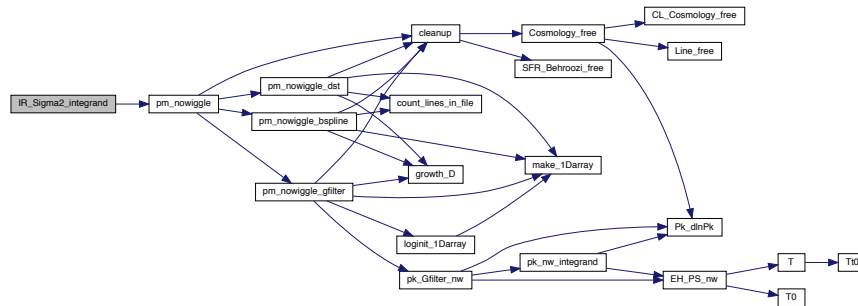 IR_Sigma2_integrand
pm_nowiggle
pm_nowiggle_dst
pm_nowiggle_bspline
pm_nowiggle_gfilter
cleanup
count_lines_in_file
growth_D
loginit_1Darray
pk_Gfilter_nw
Cosmology_free
SFR_Behroozi_free
make_1Darray
pk_nw_integrand
CL_Cosmology_free
Line_free
Pk_dlnPk
EH_PS_nw
T
T0
Tt0